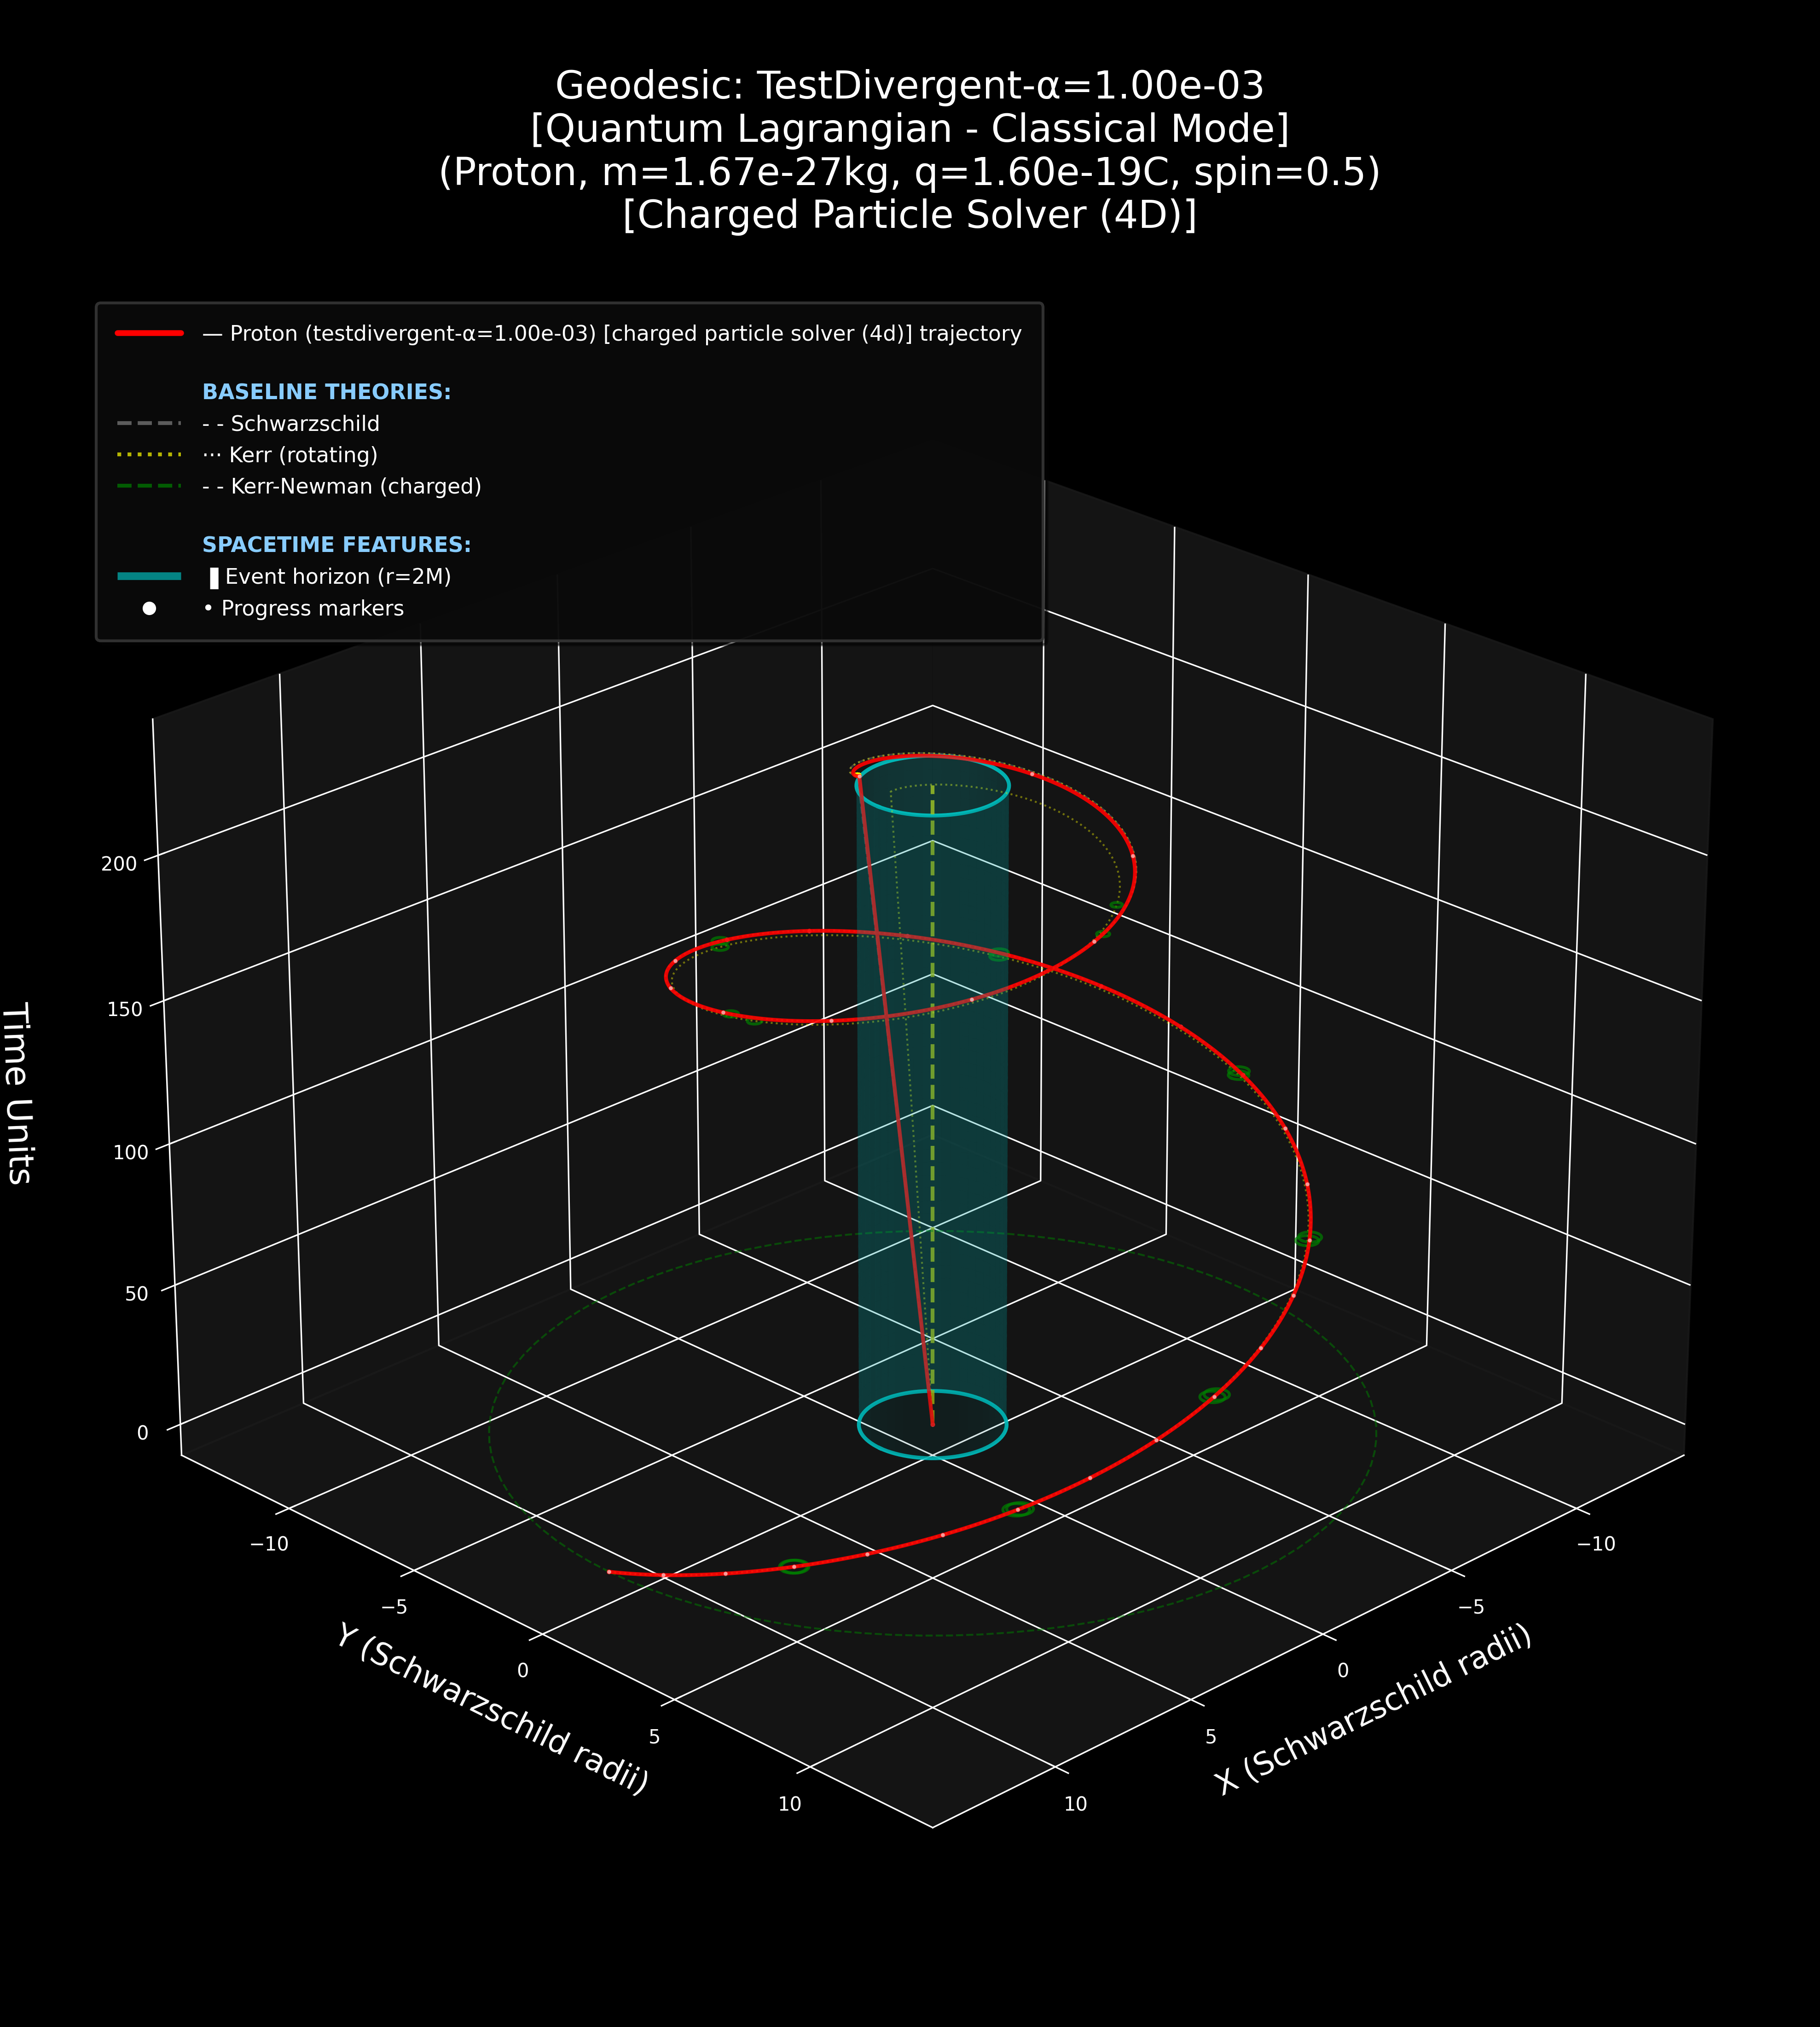 Geodesic: TestDivergent-α=1.00e-03
[Quantum Lagrangian - Classical Mode]
(Proton, m=1.67e-27kg, q=1.60e-19C, spin=0.5)
[Charged Particle Solver (4D)]
— Proton (testdivergent-α=1.00e-03) [charged particle solver (4d)] trajectory
BASELINE THEORIES:
- - Schwarzschild
··· Kerr (rotating)
- - Kerr-Newman (charged)
SPACETIME FEATURES:
▌Event horizon (r=2M)
• Progress markers
Time Units
200
150
100
50
0
−10
−5
0
5
10
Y (Schwarzschild radii)
−10
−5
0
5
10
X (Schwarzschild radii)